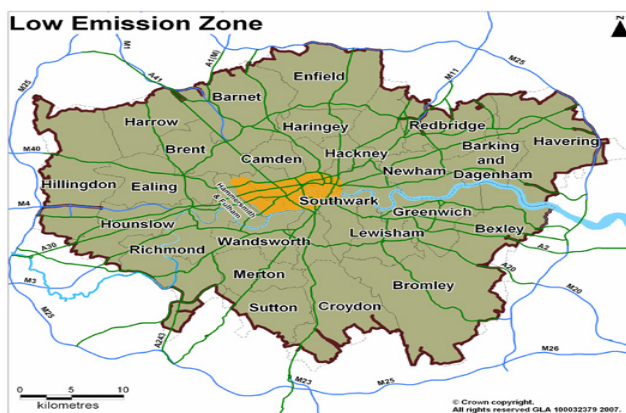 Low Emission Zone
N
M1
A1(M)
M25
A41
M11
M25
Enfield
Barnet
Harrow
Haringey
Redbridge
Havering
Brent
Hackney
Barking
and
Dagenham
M40
Camden
Newham
Hillingdon
Ealing
Hammersmith
& Fulham
Southwark
M4
Greenwich
Hounslow
Bexley
Wandsworth
Lewisham
A30
Richmond
A2
A20
M3
Merton
M20
Bromley
M25
Sutton
Croydon
A243
M26
M23
M25
0 5 10
kilometres
© Crown copyright.
All rights reserved GLA 100032379 2007.